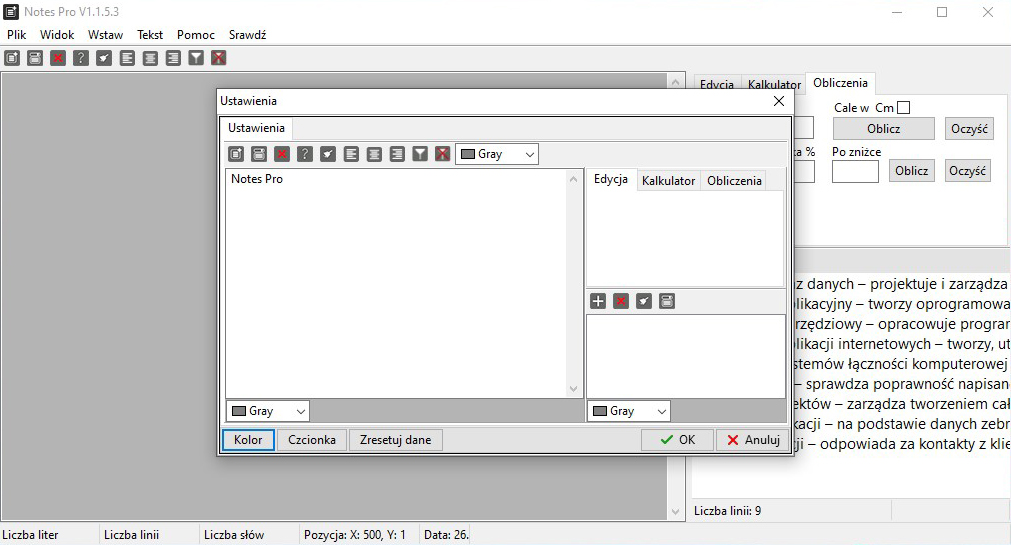 Notes Pro V1.1.5.3
Plik Widok Wstaw Tekst Pomoc Sprawdź
Edycja Kalkulator Obliczenia
Cale w Cm
Oblicz Oczyść
% Po zniżce
Oblicz Oczyść
Ustawienia
Ustawienia
Gray
Notes Pro
Edycja Kalkulator Obliczenia
Gray
Gray
Kolor Czcionka Zresetuj dane OK Anuluj
z danych – projektuje i zarządza
likacyjny – tworzy oprogramowa
rzędziowy – opracowuje progran
likacji internetowych – tworzy, ut
stemów łączności komputerowej
– sprawdza poprawność napisan
ektów – zarządza tworzeniem cał
kacji – na podstawie danych zebr
ji – odpowiada za kontakty z klie
Liczba linii: 9
Liczba liter Liczba linii Liczba słów Pozycja: X: 500, Y: 1 Data: 26.